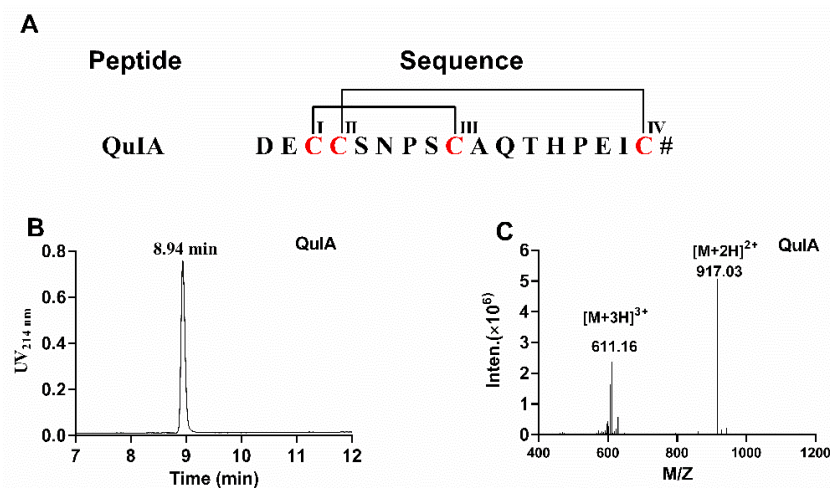 A
Peptide Sequence
I II III IV
QuIA D E C C S N P S C A Q T H P E I C #
B
QuIA
8.94 min
0.8
0.6
0.4
0.2
0.0
UV214 nm
7 8 9 10 11 12
Time (min)
C
QuIA
[M+2H]2+
917.03
[M+3H]3+
611.16
6
5
4
3
2
1
0
Inten.(×10⁶)
400 600 800 1000 1200
M/Z